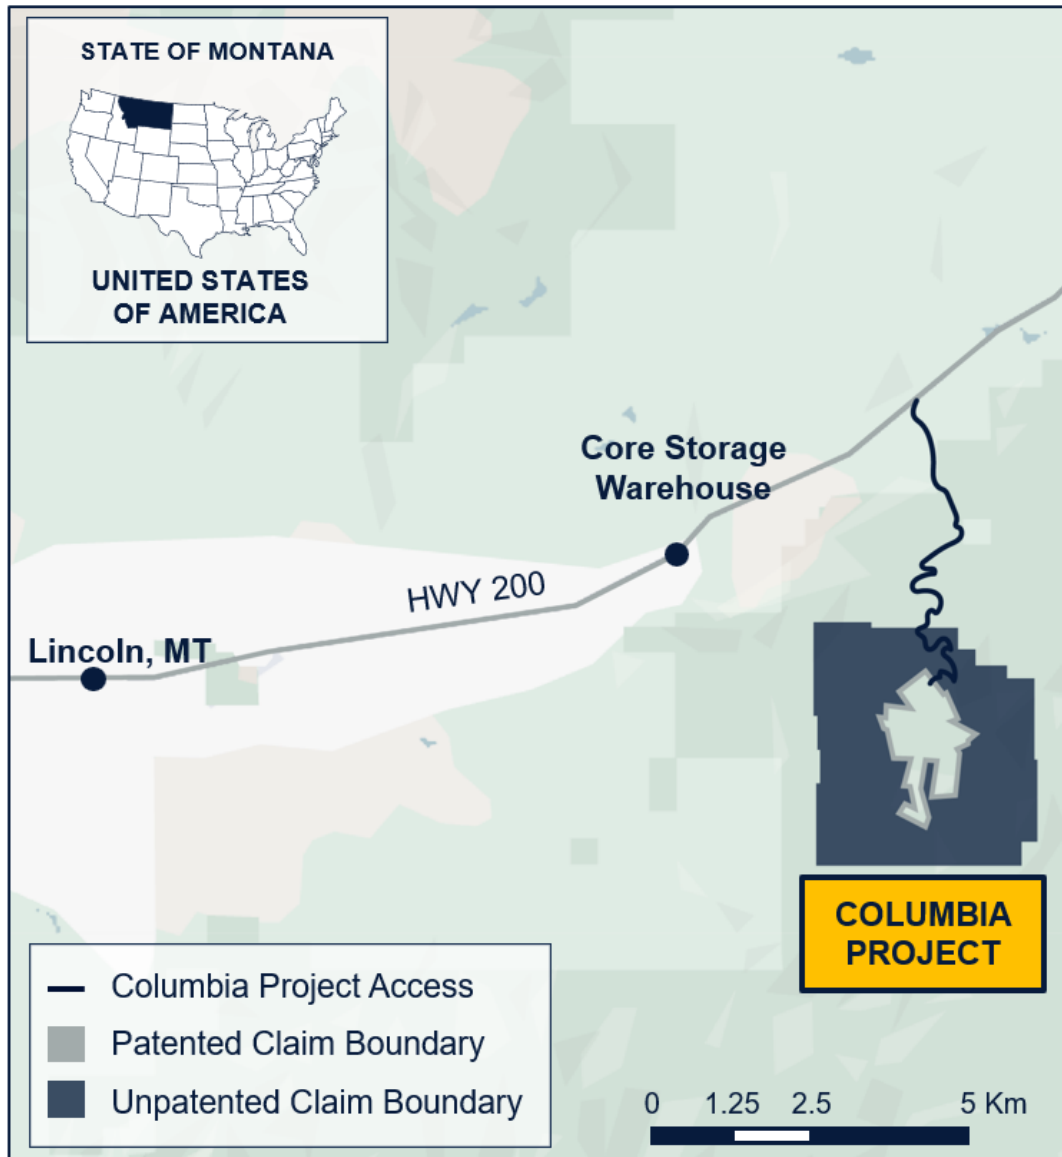 STATE OF MONTANA
UNITED STATES
OF AMERICA
Core Storage
Warehouse
HWY 200
Lincoln, MT
COLUMBIA
PROJECT
Columbia Project Access
Patented Claim Boundary
Unpatented Claim Boundary
0 1.25 2.5 5 Km